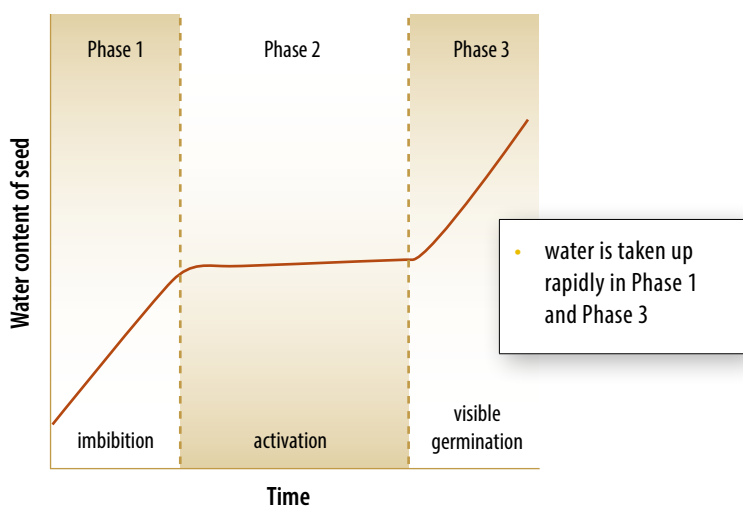 Phase 1
Phase 2
Phase 3
Water content of seed
• water is taken up
rapidly in Phase 1
and Phase 3
imbibition
activation
visible
germination
Time